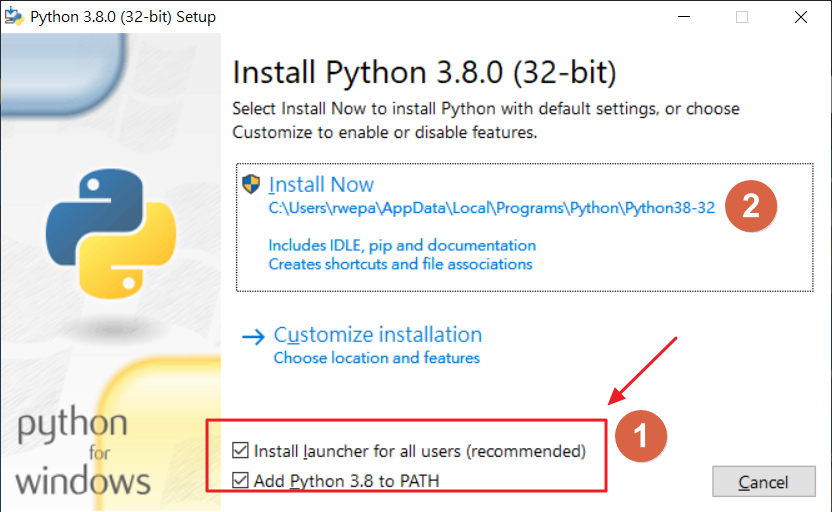 Python 3.8.0 (32-bit) Setup
Install Python 3.8.0 (32-bit)
Select Install Now to install Python with default settings, or choose
Customize to enable or disable features.
Install Now
C:\Users\rwepa\AppData\Local\Programs\Python\Python38-32
2
Includes IDLE, pip and documentation
Creates shortcuts and file associations
Customize installation
Choose location and features
python
for
windows
1
Install launcher for all users (recommended)
Add Python 3.8 to PATH
Cancel